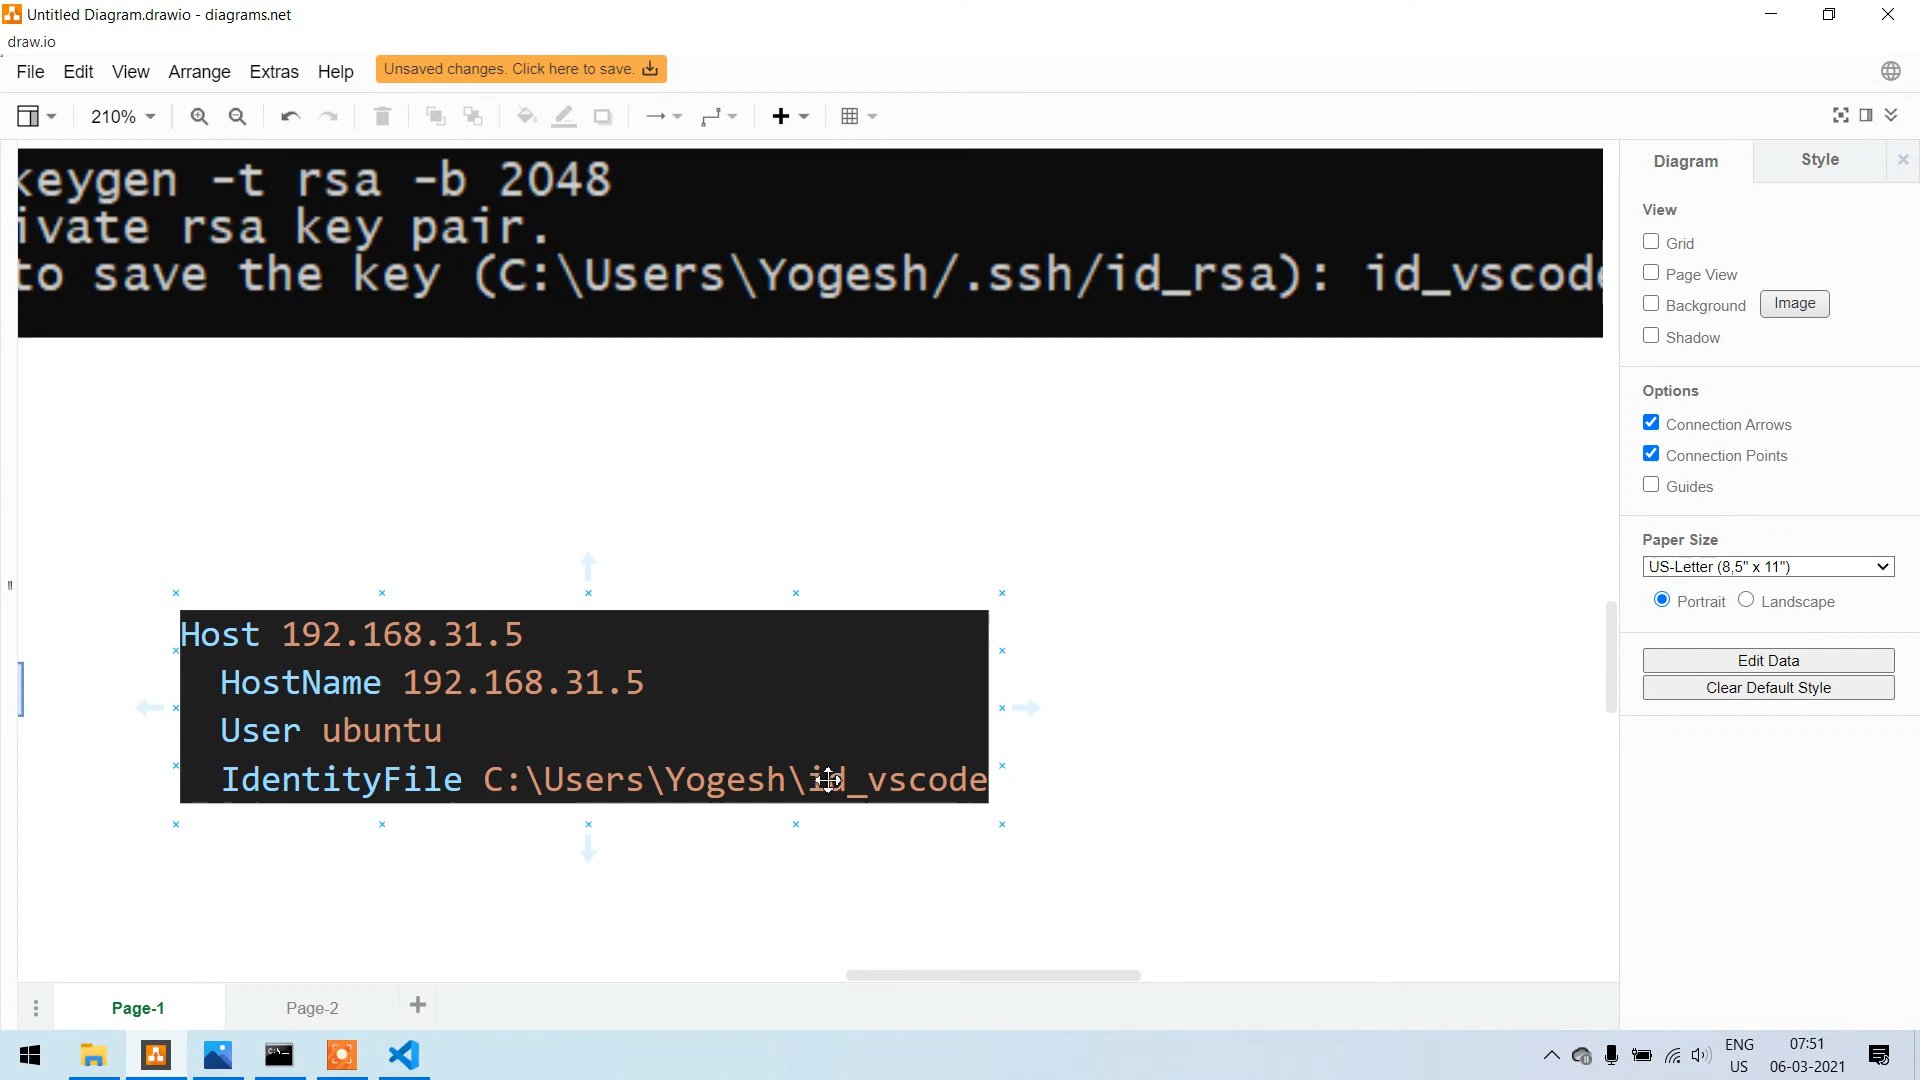 Untitled Diagram.drawio - diagrams.net
draw.io
File Edit View Arrange Extras Help Unsaved changes. Click here to save.
210%
Diagram Style
keygen -t rsa -b 2048
ivate rsa key pair.
to save the key (C:\Users\Yogesh/.ssh/id_rsa): id_vscode
View
Grid
Page View
Background Image
Shadow
Options
Connection Arrows
Connection Points
Guides
Paper Size
US-Letter (8,5" x 11")
Portrait Landscape
Edit Data
Clear Default Style
Host 192.168.31.5
HostName 192.168.31.5
User ubuntu
IdentityFile C:\Users\Yogesh\id_vscode
Page-1 Page-2
ENG
US
07:51
06-03-2021